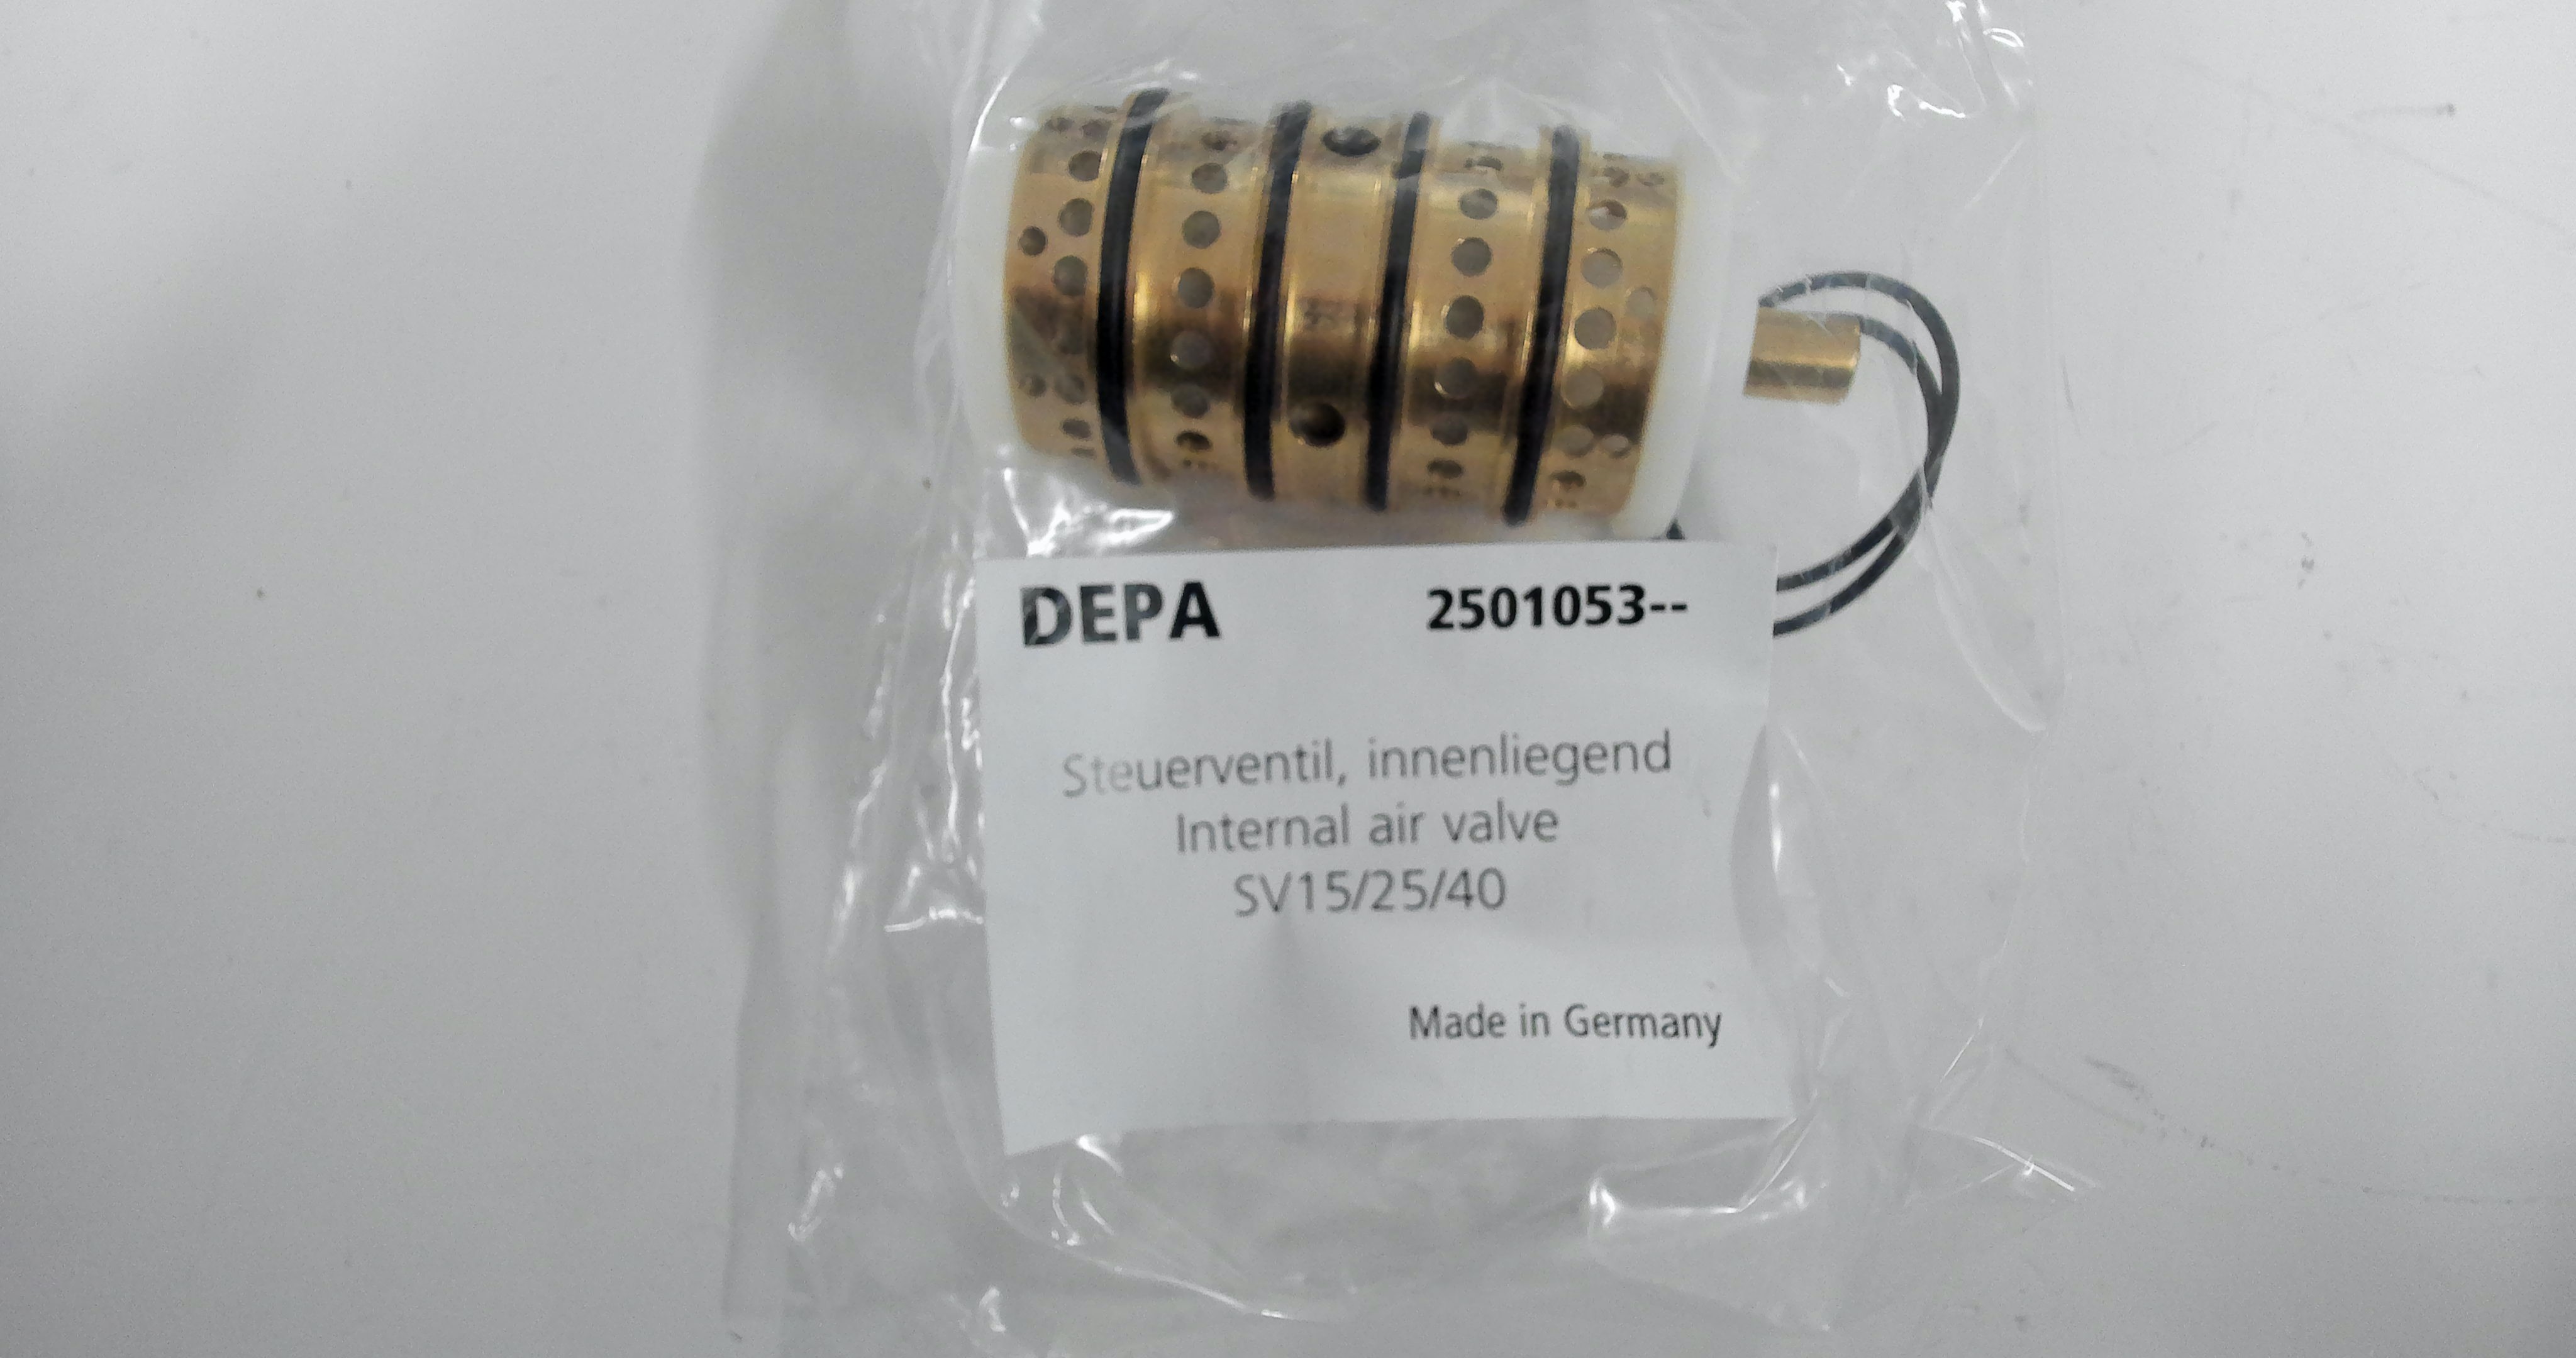 DEPA 2501053--
Steuerventil, innenliegend
Internal air valve
SV15/25/40
Made in Germany